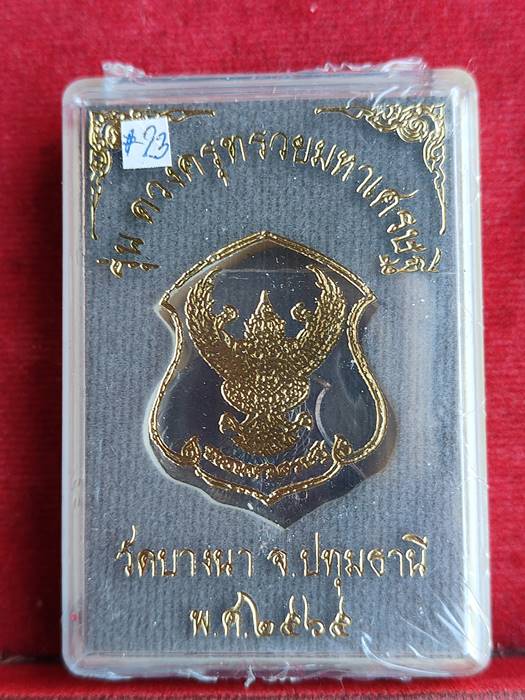 #23
รุ่น ดวงครุฑรวยมหาเศรษฐี
วัดบางนา จ.ปทุมธานี
พ.ศ.๒๕๖๕